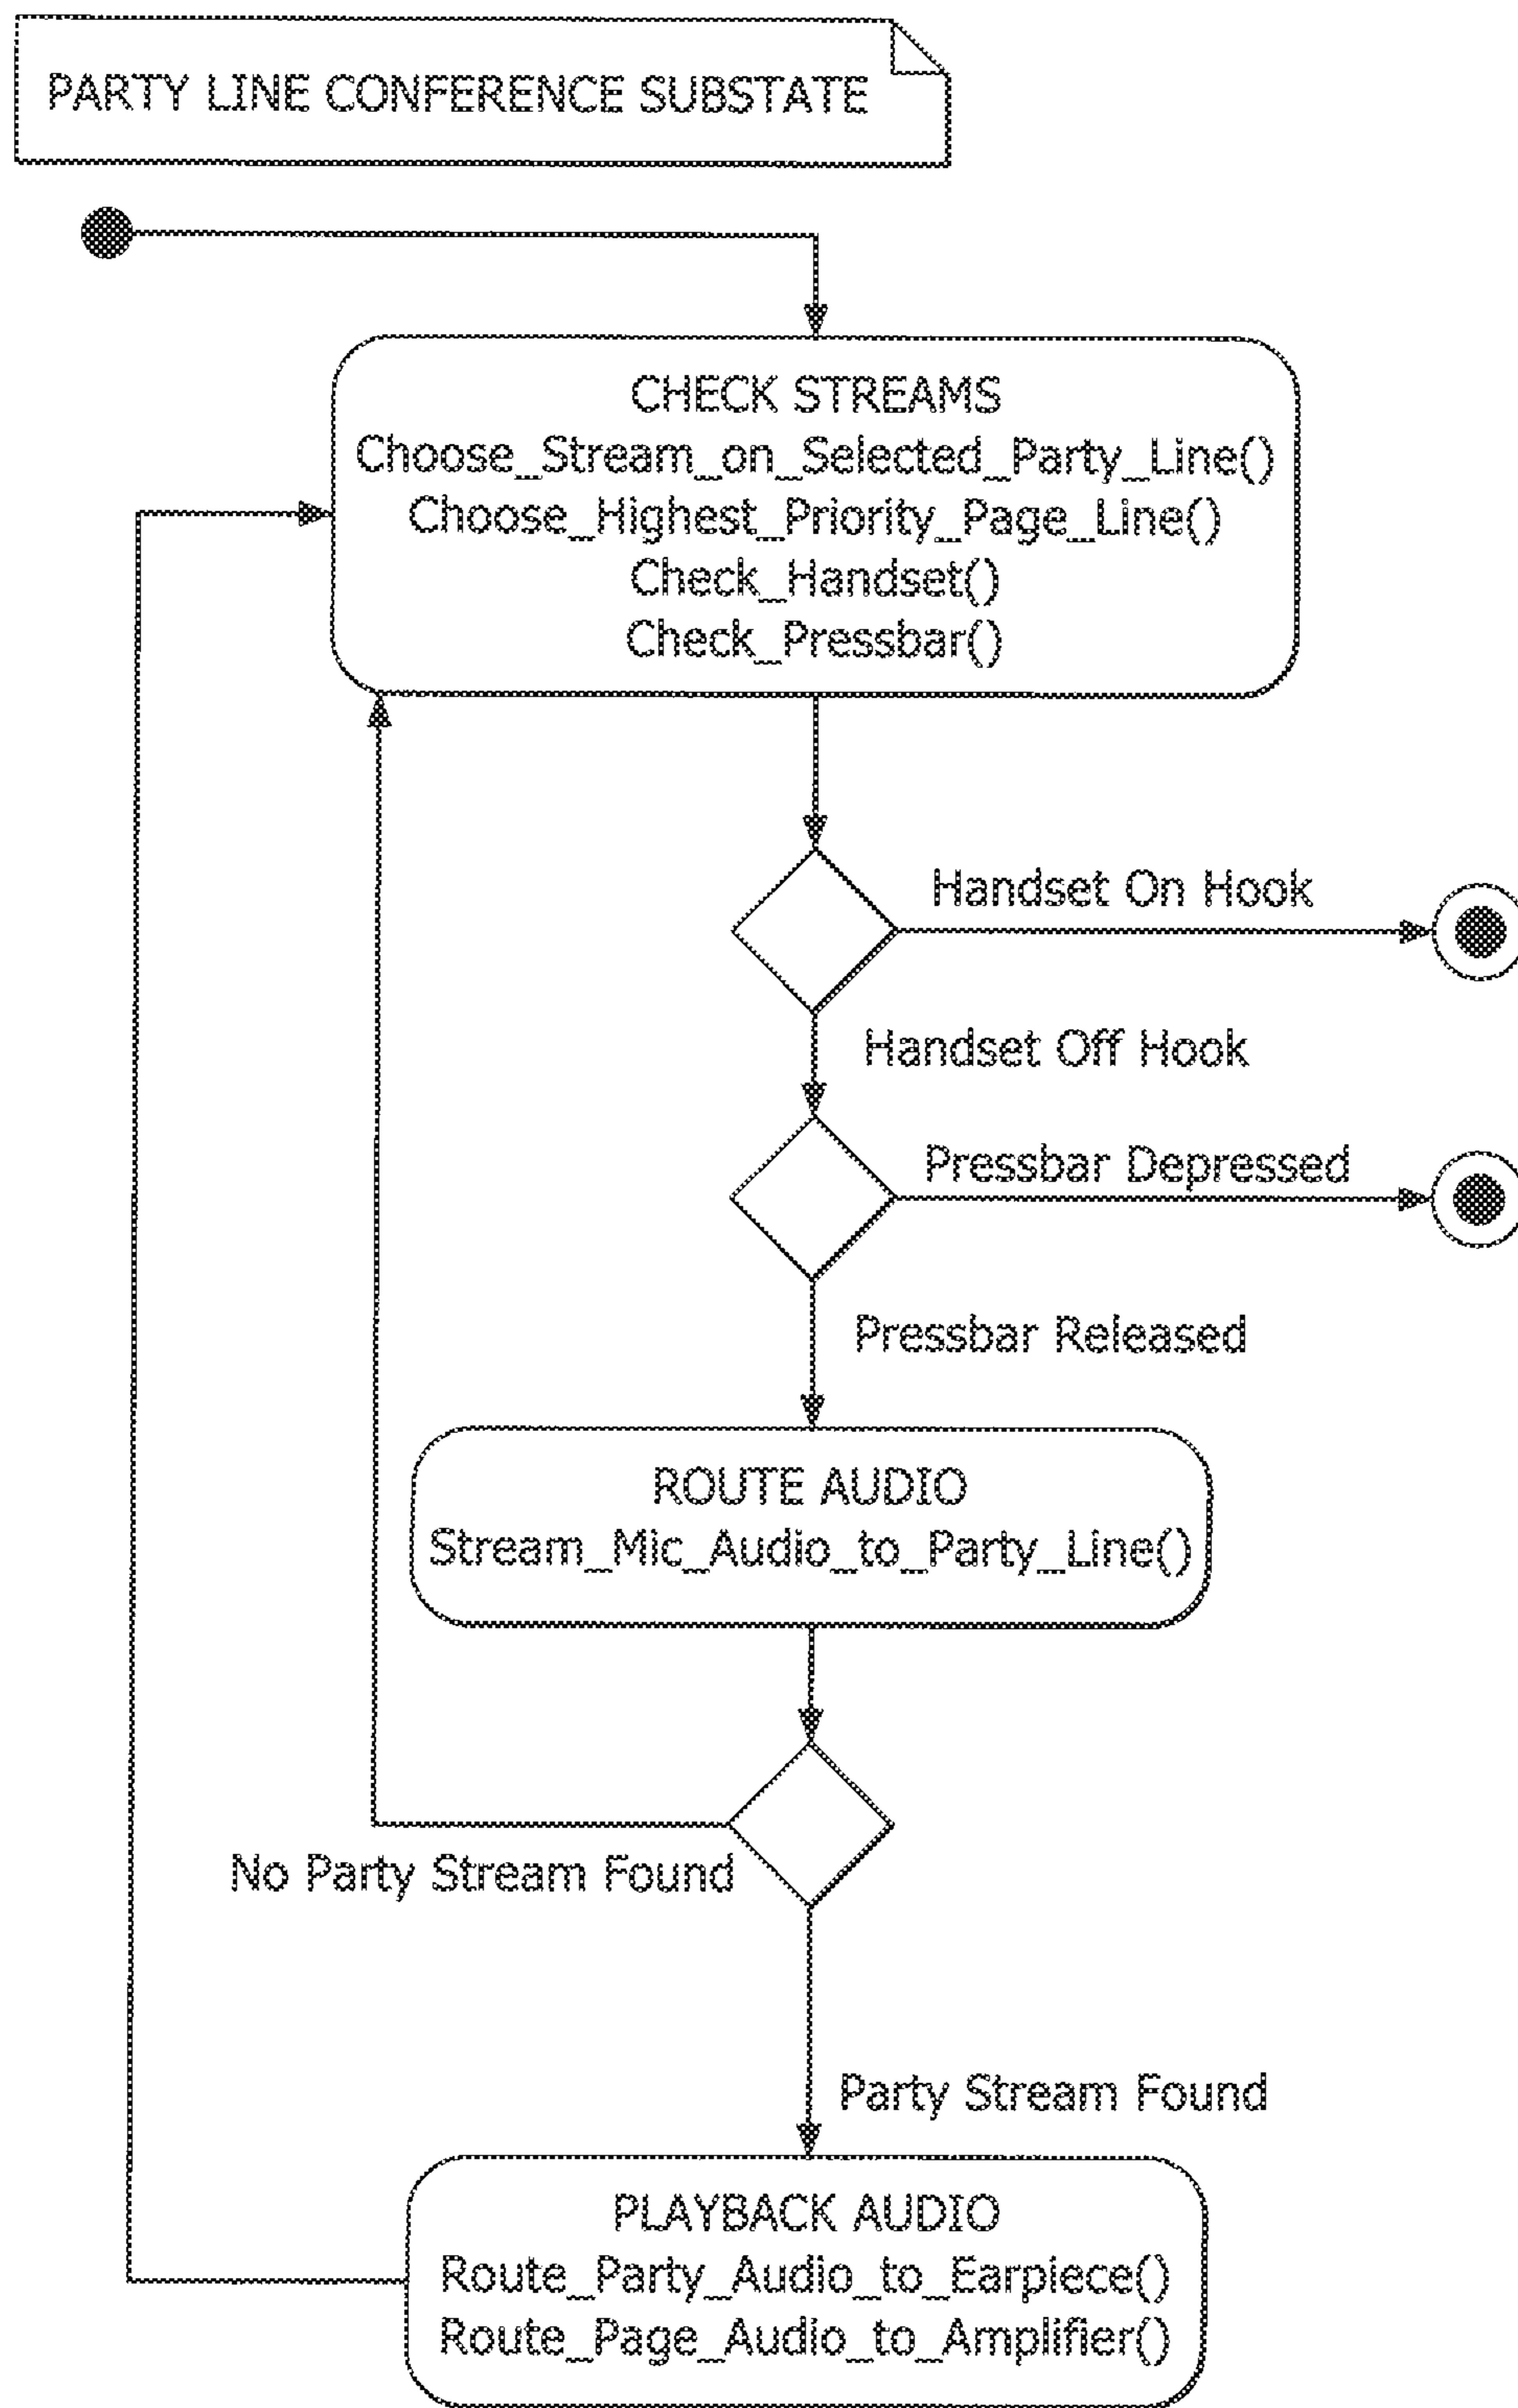 PARTY LINE CONFERENCE SUBSTATE
CHECK STREAMS
Choose_Stream_on_Selected_Party_Line()
Choose_Highest_Priority_Page_Line()
Check_Handset()
Check_Pressbar()
Handset On Hook
Handset Off Hook
Pressbar Depressed
Pressbar Released
ROUTE AUDIO
Stream_Mic_Audio_to_Party_Line()
No Party Stream Found
Party Stream Found
PLAYBACK AUDIO
Route_Party_Audio_to_Earpiece()
Route_Page_Audio_to_Amplifier()